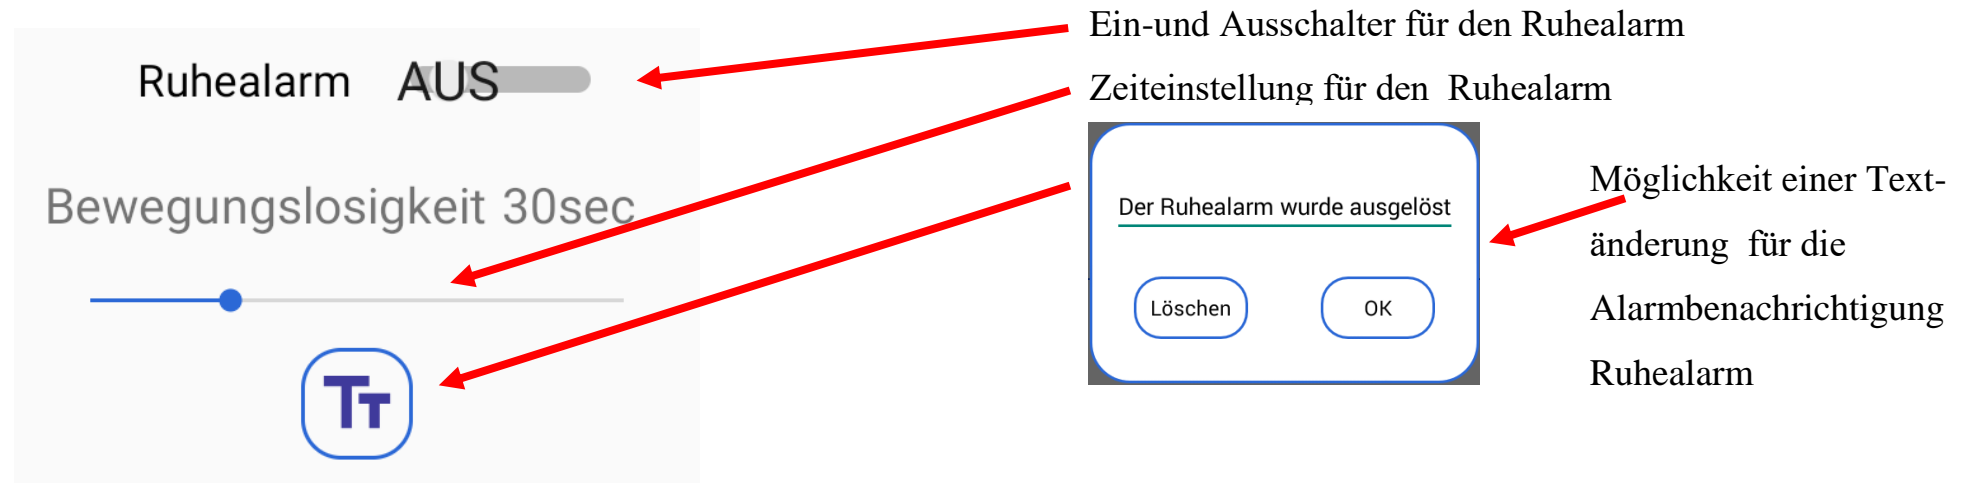 Ein-und Ausschalter für den Ruhealarm
Ruhealarm AUS
Zeiteinstellung für den Ruhealarm
Bewegungslosigkeit 30sec
Tт
Der Ruhealarm wurde ausgelöst
Löschen OK
Möglichkeit einer Text-
änderung für die
Alarmbenachrichtigung
Ruhealarm